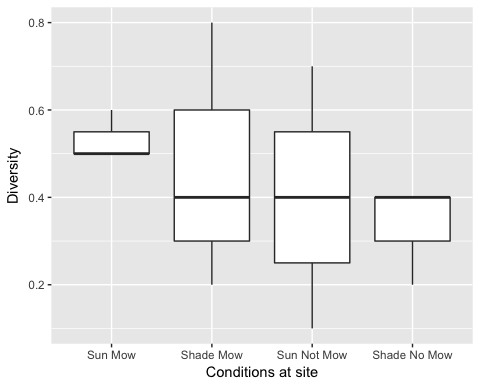 Diversity
0.8
0.6
0.4
0.2
Sun Mow Shade Mow Sun Not Mow Shade No Mow
Conditions at site